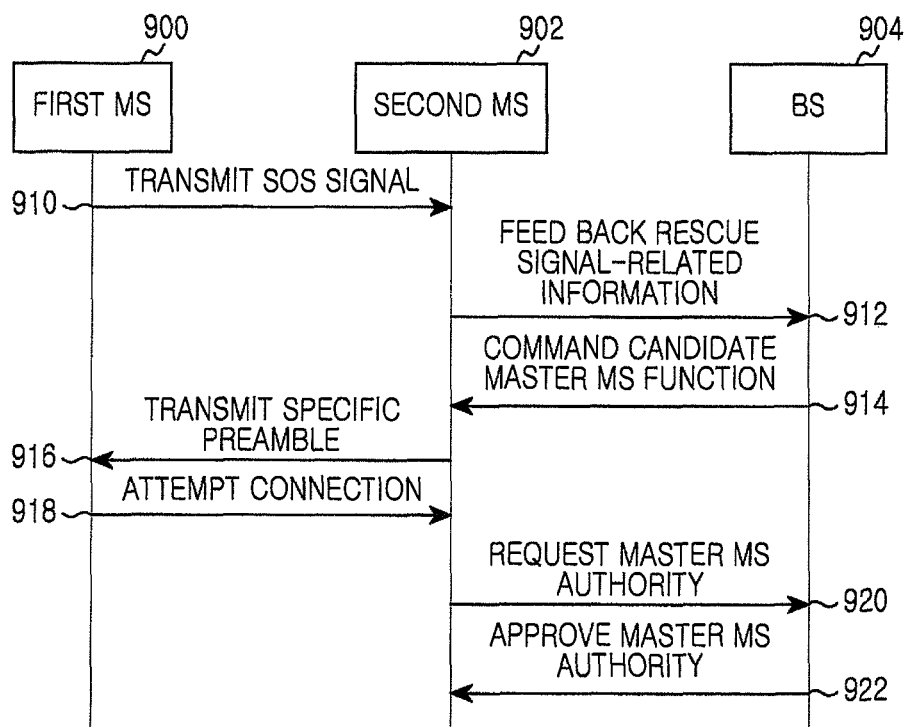 900
902
904
FIRST MS
SECOND MS
BS
TRANSMIT SOS SIGNAL
910
FEED BACK RESCUE
SIGNAL-RELATED
INFORMATION
912
COMMAND CANDIDATE
MASTER MS FUNCTION
914
TRANSMIT SPECIFIC
PREAMBLE
916
ATTEMPT CONNECTION
918
REQUEST MASTER MS
AUTHORITY
920
APPROVE MASTER MS
AUTHORITY
922